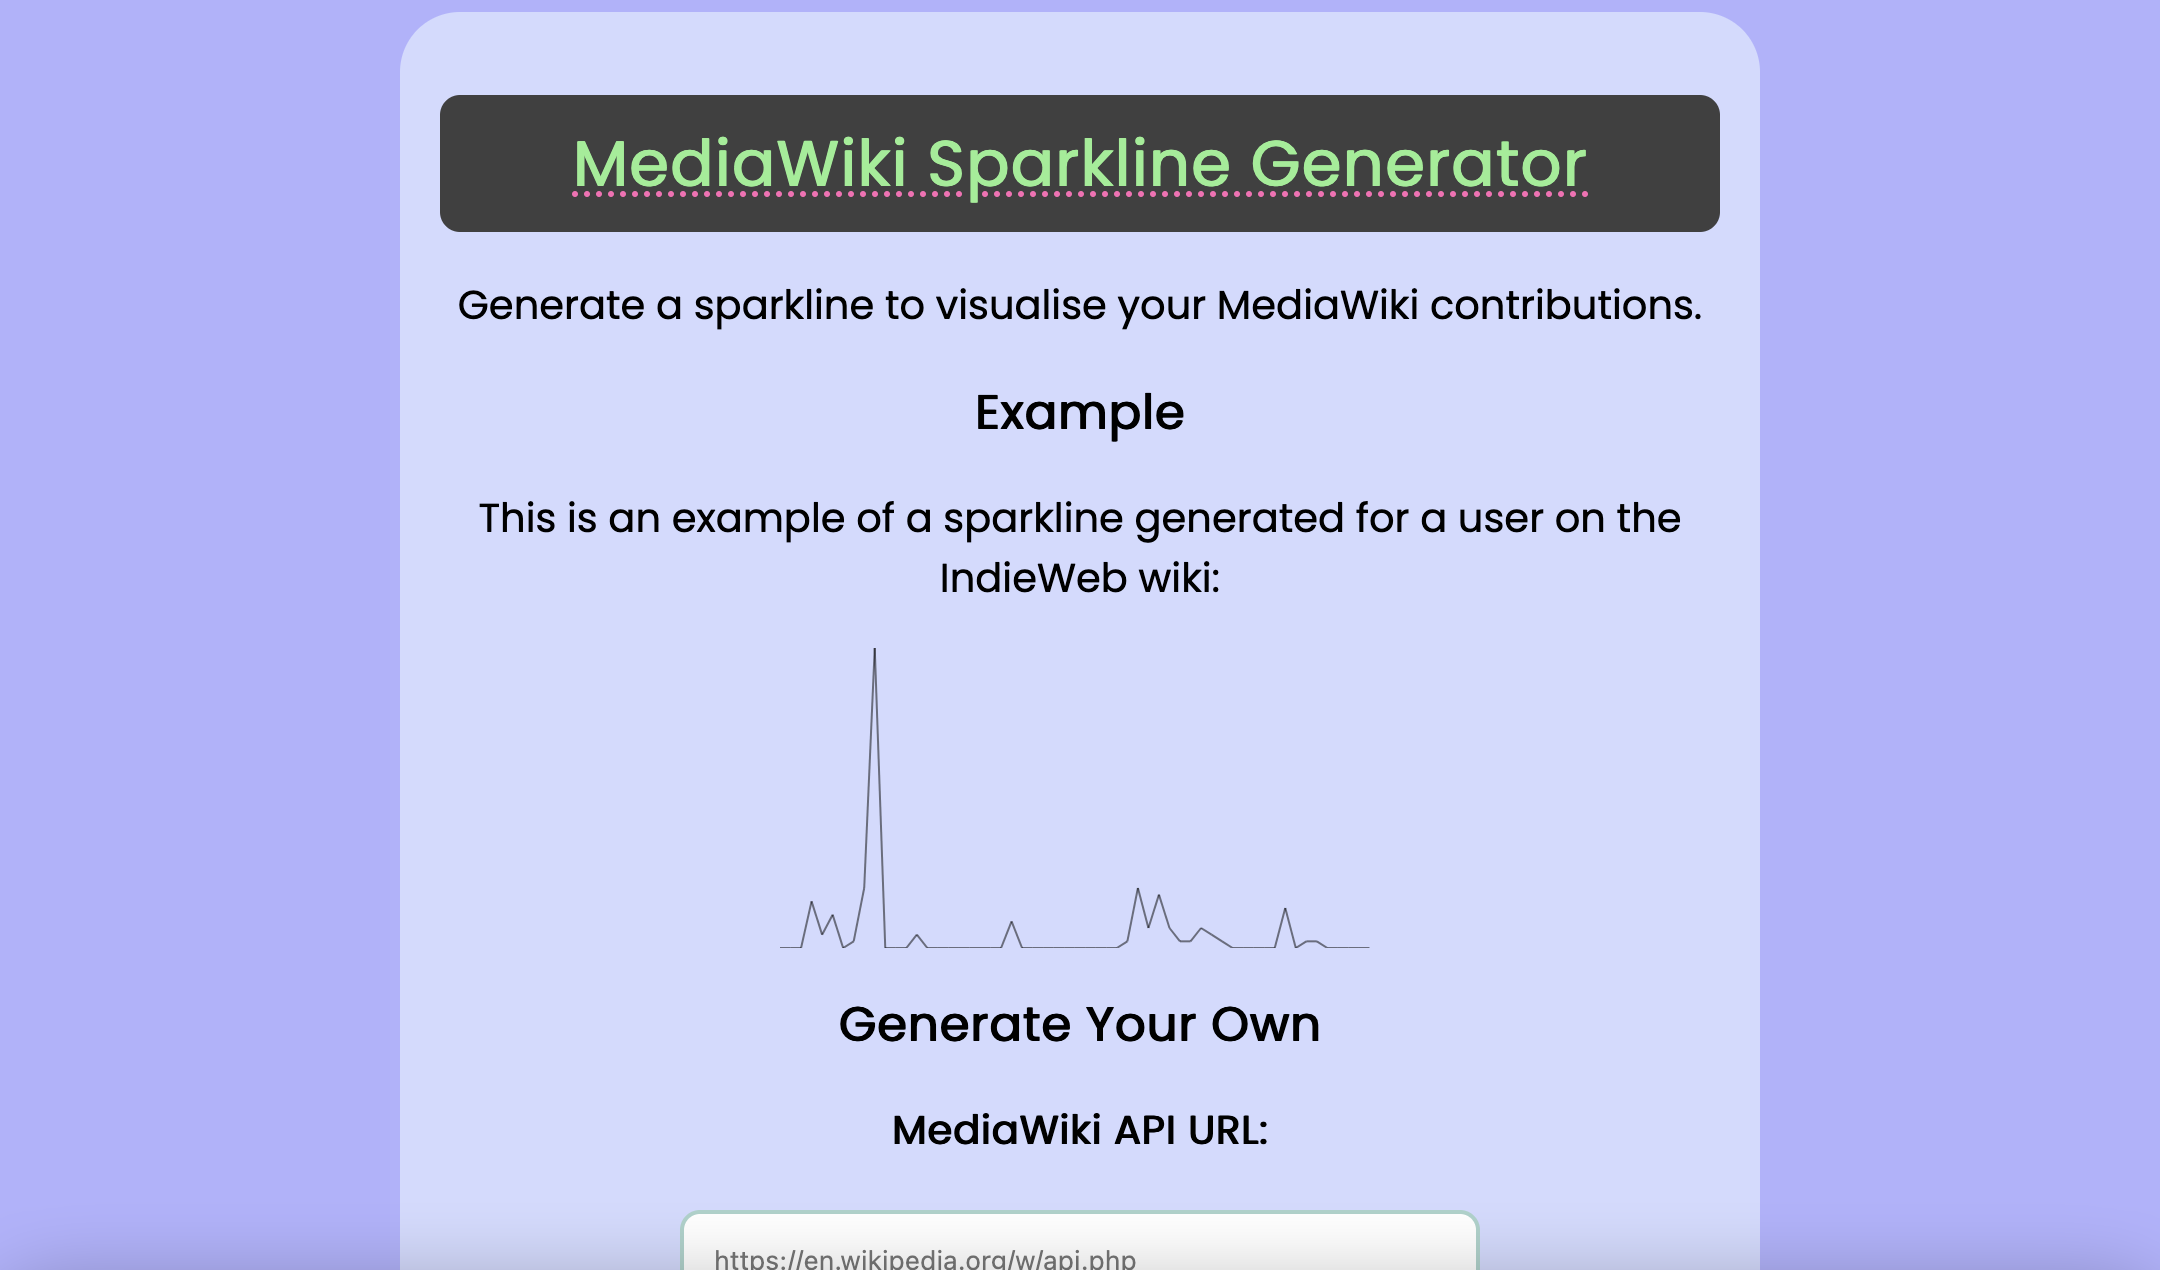 MediaWiki Sparkline Generator
Generate a sparkline to visualise your MediaWiki contributions.
Example
This is an example of a sparkline generated for a user on the
IndieWeb wiki:
Generate Your Own
MediaWiki API URL:
https://en.wikipedia.org/w/api.php